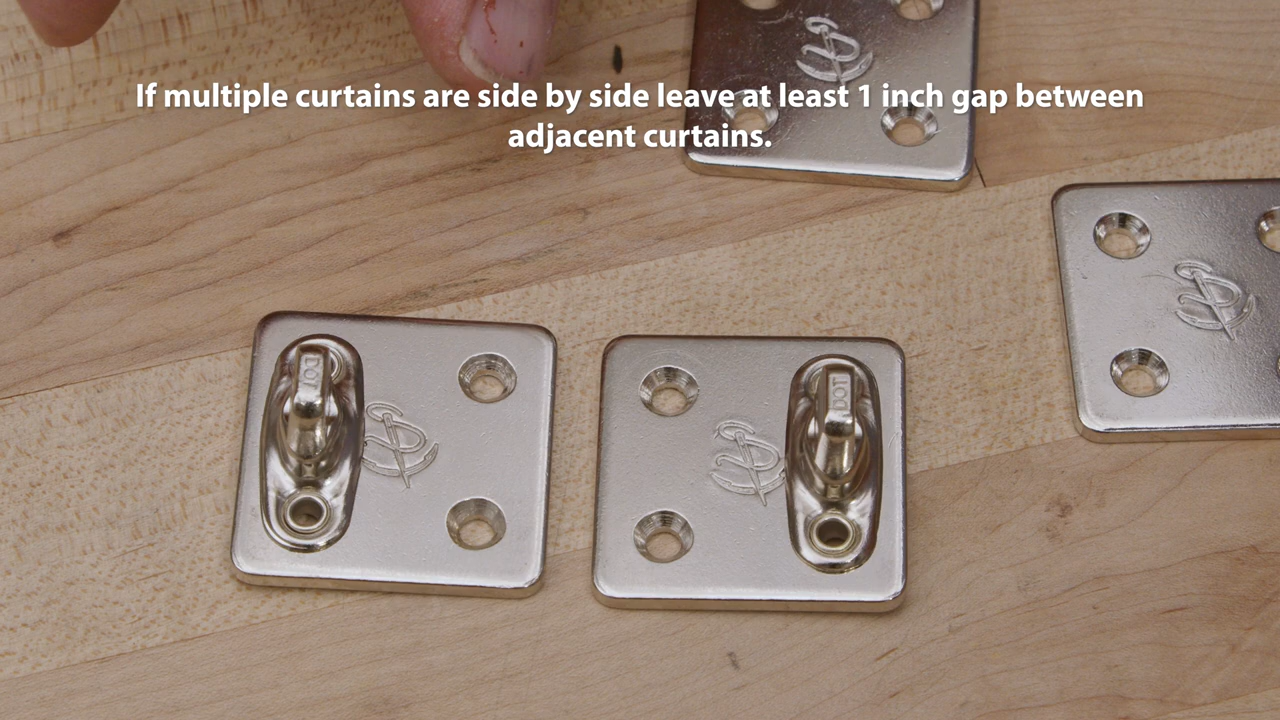 If multiple curtains are side by side leave at least 1 inch gap between
adjacent curtains.
DOT
DOT